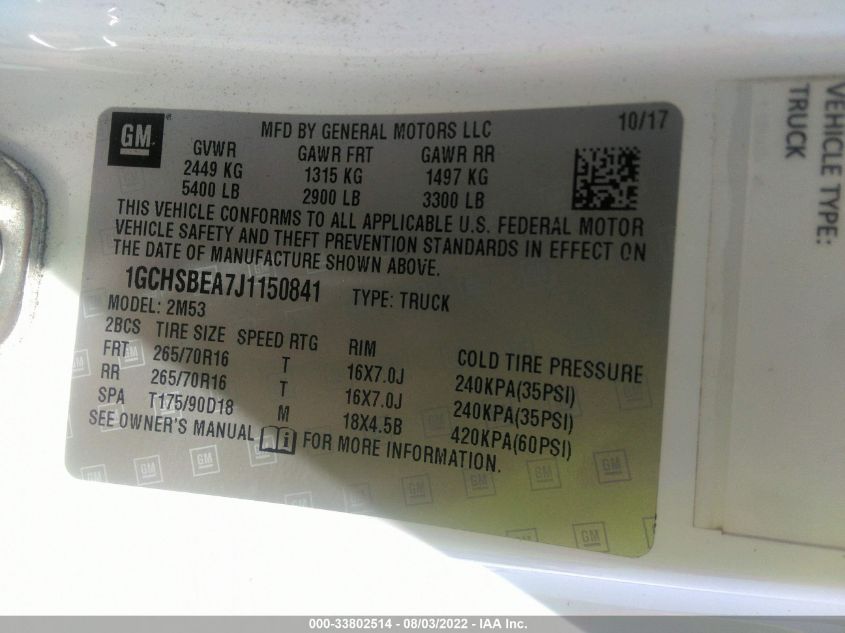 GM
MFD BY GENERAL MOTORS LLC
10/17
GVWR GAWR FRT GAWR RR
2449 KG 1315 KG 1497 KG
5400 LB 2900 LB 3300 LB
THIS VEHICLE CONFORMS TO ALL APPLICABLE U.S. FEDERAL MOTOR
VEHICLE SAFETY AND THEFT PREVENTION STANDARDS IN EFFECT ON
THE DATE OF MANUFACTURE SHOWN ABOVE.
1GCHSBEA7J1150841 TYPE: TRUCK
MODEL: 2M53
2BCS TIRE SIZE SPEED RTG RIM COLD TIRE PRESSURE
FRT 265/70R16 T 16X7.0J 240KPA(35PSI)
RR 265/70R16 T 16X7.0J 240KPA(35PSI)
SPA T175/90D18 M 18X4.5B 420KPA(60PSI)
SEE OWNER'S MANUAL FOR MORE INFORMATION.
VEHICLE TYPE:
TRUCK
000-33802514 - 08/03/2022 - IAA Inc.